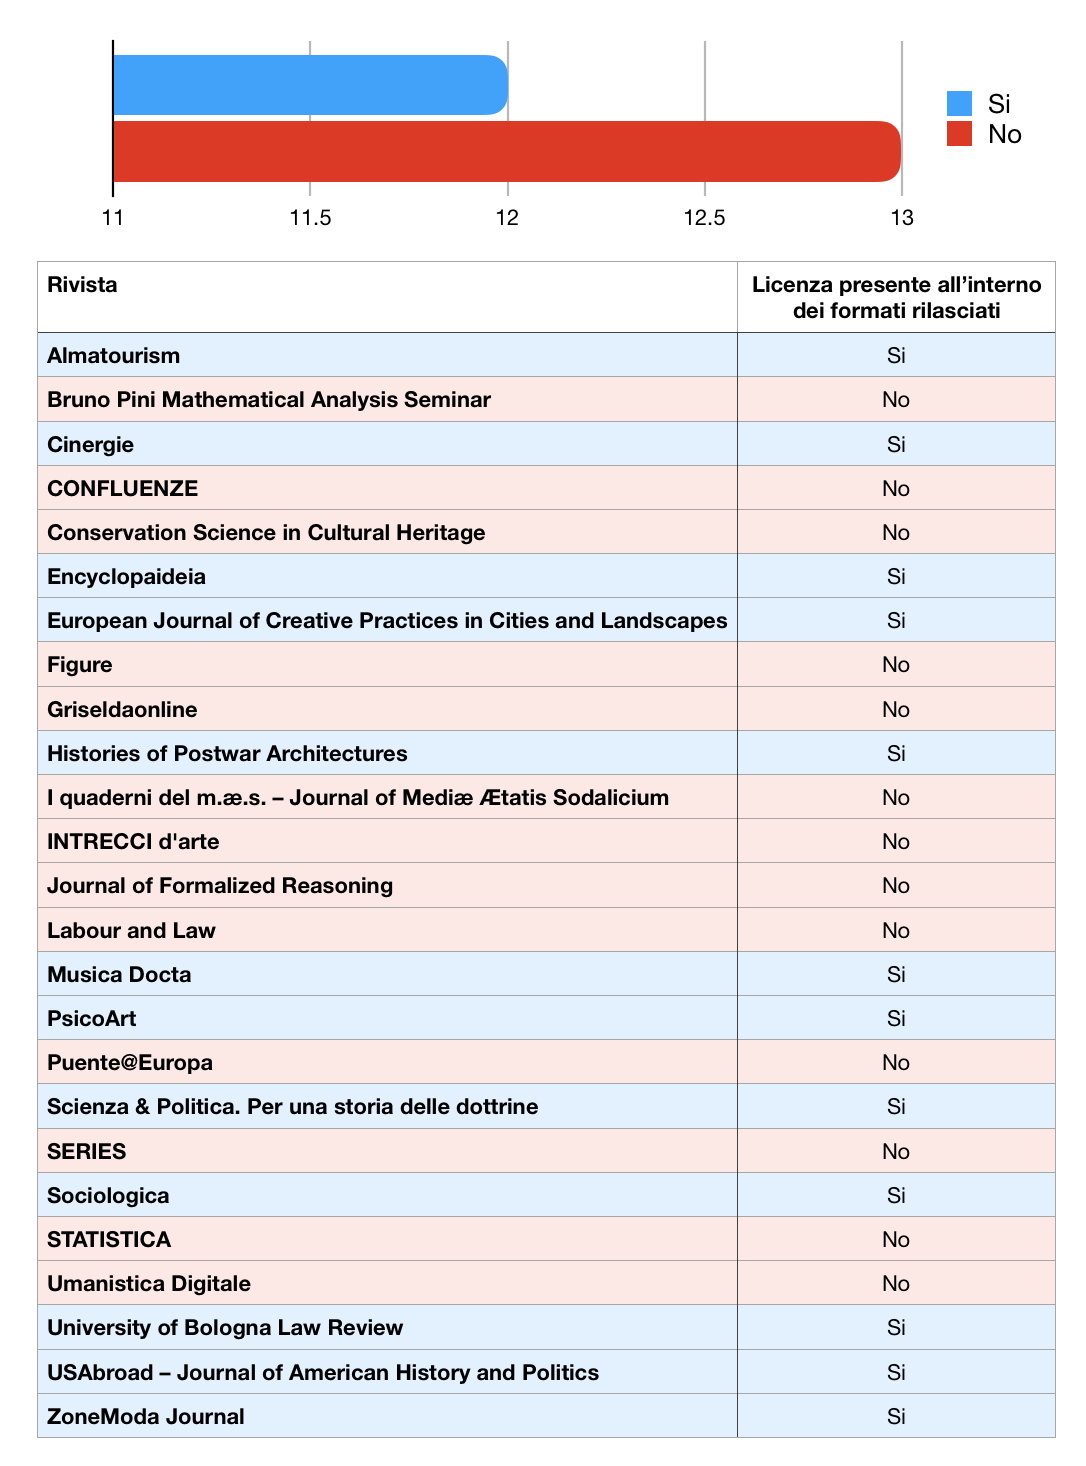 Si
No
11 11.5 12 12.5 13
Rivista Licenza presente all’interno
dei formati rilasciati
Almatourism Si
Bruno Pini Mathematical Analysis Seminar No
Cinergie Si
CONFLUENZE No
Conservation Science in Cultural Heritage No
Encyclopaideia Si
European Journal of Creative Practices in Cities and Landscapes Si
Figure No
Griseldaonline No
Histories of Postwar Architectures Si
I quaderni del m.æ.s. – Journal of Mediæ Ætatis Sodalicium No
INTRECCI d'arte No
Journal of Formalized Reasoning No
Labour and Law No
Musica Docta Si
PsicoArt Si
Puente@Europa No
Scienza & Politica. Per una storia delle dottrine Si
SERIES No
Sociologica Si
STATISTICA No
Umanistica Digitale No
University of Bologna Law Review Si
USAbroad – Journal of American History and Politics Si
ZoneModa Journal Si